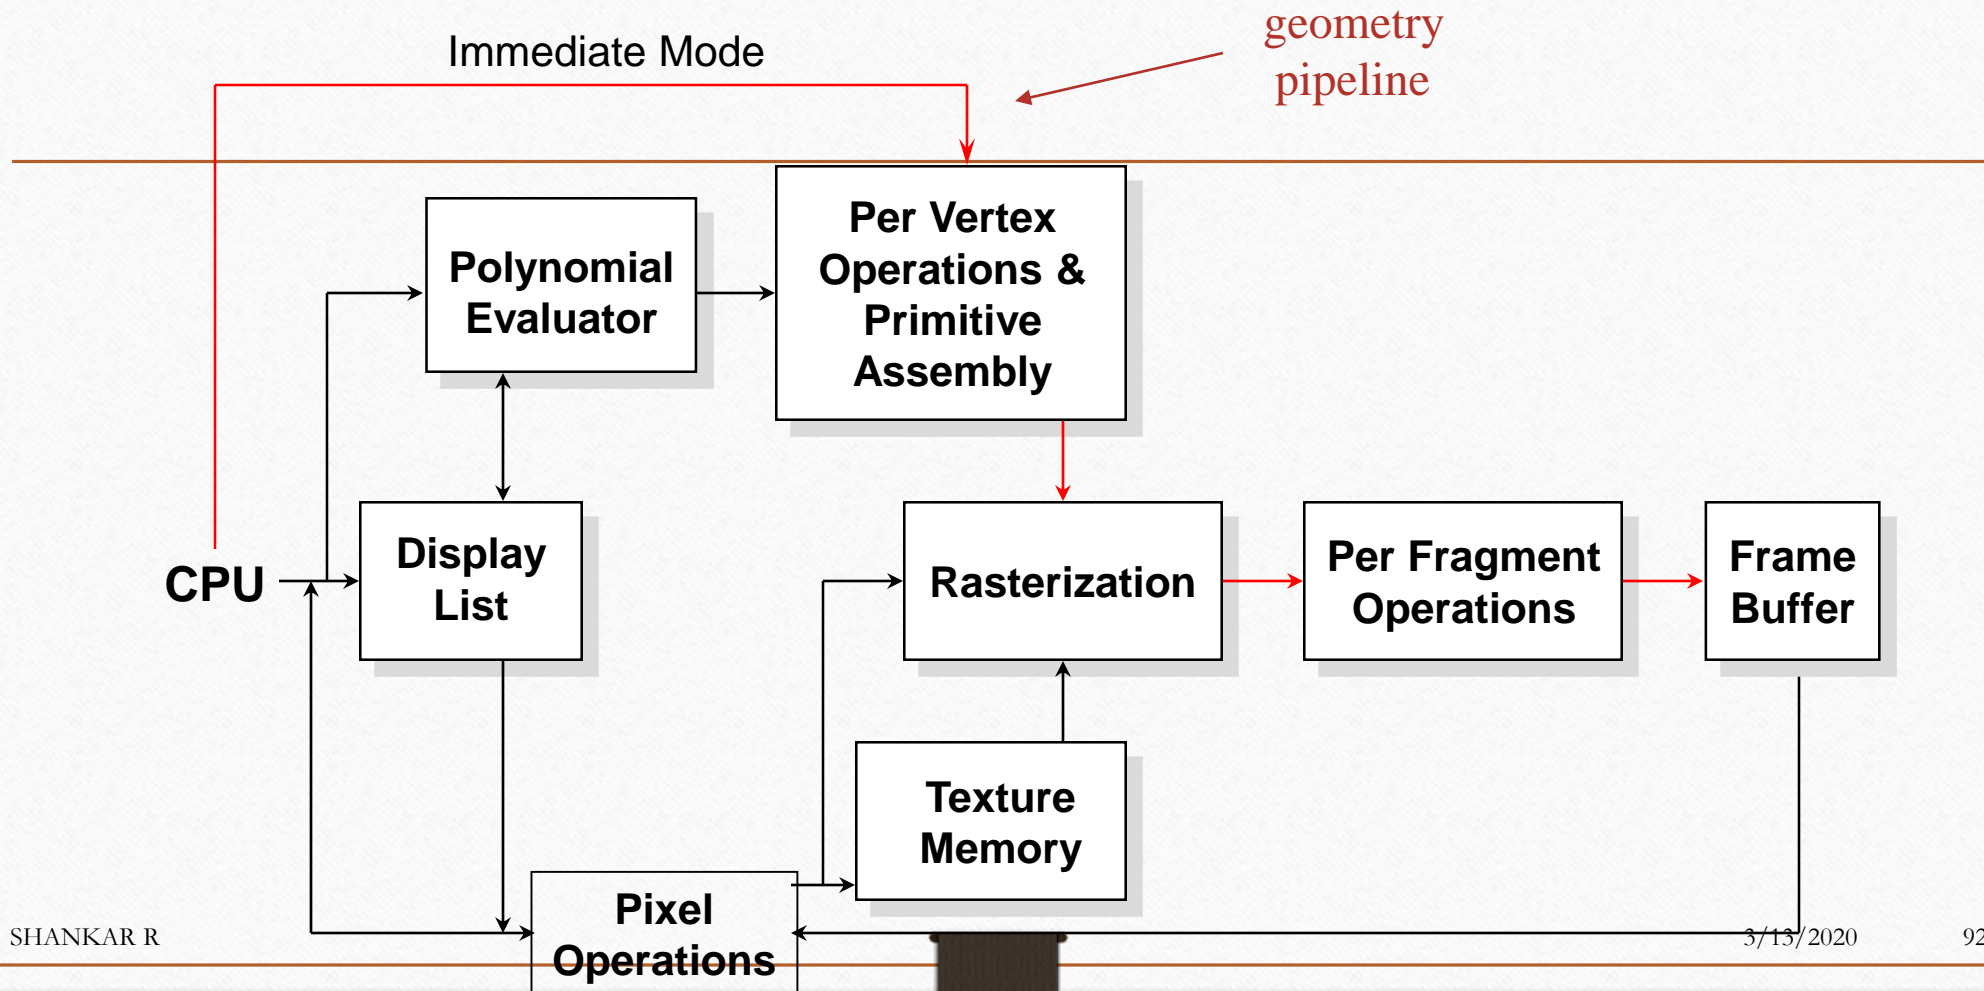 geometry
pipeline
Immediate Mode
Per Vertex
Operations &
Primitive
Assembly
Polynomial
Evaluator
CPU
Display
List
Rasterization
Per Fragment
Operations
Frame
Buffer
Texture
Memory
Pixel
Operations
SHANKAR R
3/13/2020
92